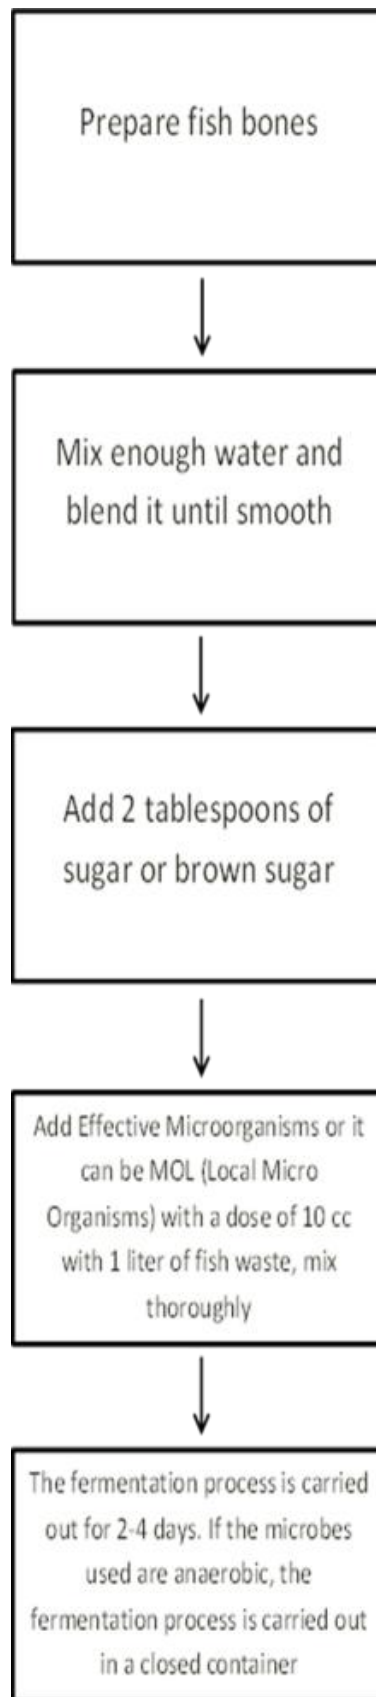 Prepare fish bones
Mix enough water and
blend it until smooth
Add 2 tablespoons of
sugar or brown sugar
Add Effective Microorganisms or it
can be MOL (Local Micro
Organisms) with a dose of 10 cc
with 1 liter of fish waste, mix
thoroughly
The fermentation process is carried
out for 2-4 days. If the microbes
used are anaerobic, the
fermentation process is carried out
in a closed container